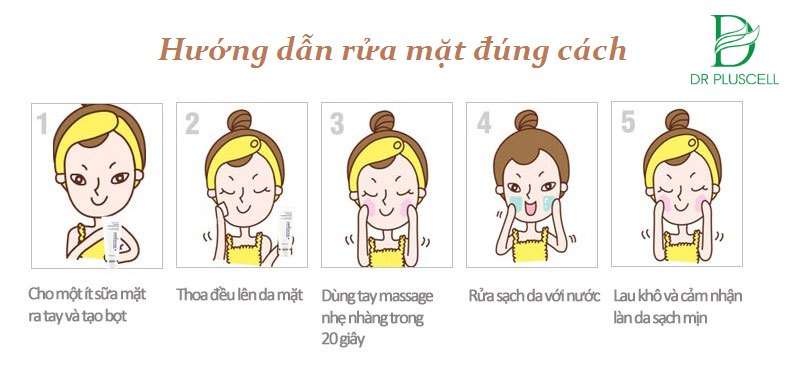 Hướng dẫn rửa mặt đúng cách
DR PLUSCELL
1
2
3
4
5
Cho một ít sữa mặt
ra tay và tạo bọt
Thoa đều lên da mặt
Dùng tay massage
nhẹ nhàng trong
20 giây
Rửa sạch da với nước
Lau khô và cảm nhận
làn da sạch mịn